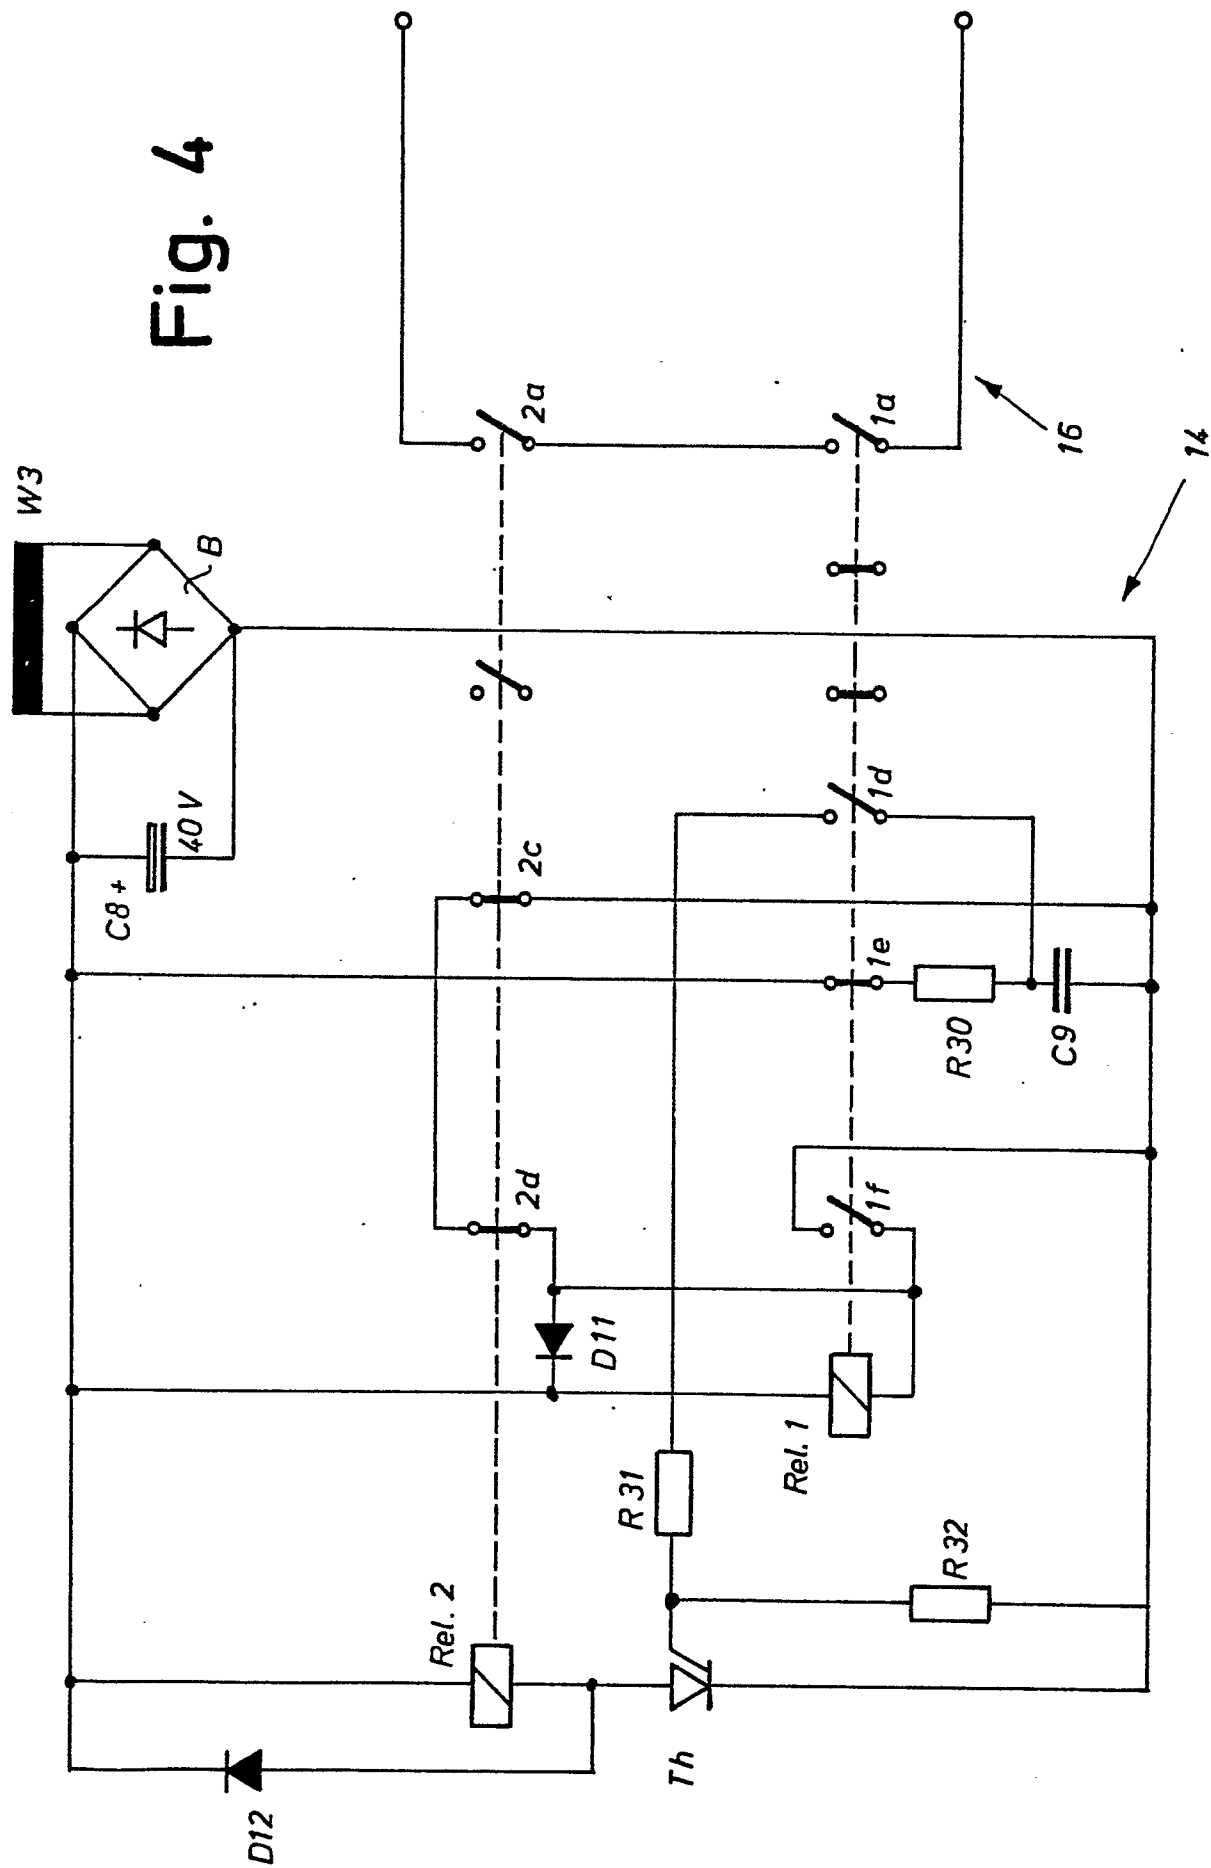 Fig. 4
W3
B
C8 +
40 V
2a
1a
16
14
2c
1d
1e
R30
C9
2d
1f
D11
Rel. 1
R 31
R 32
Rel. 2
Th
D12